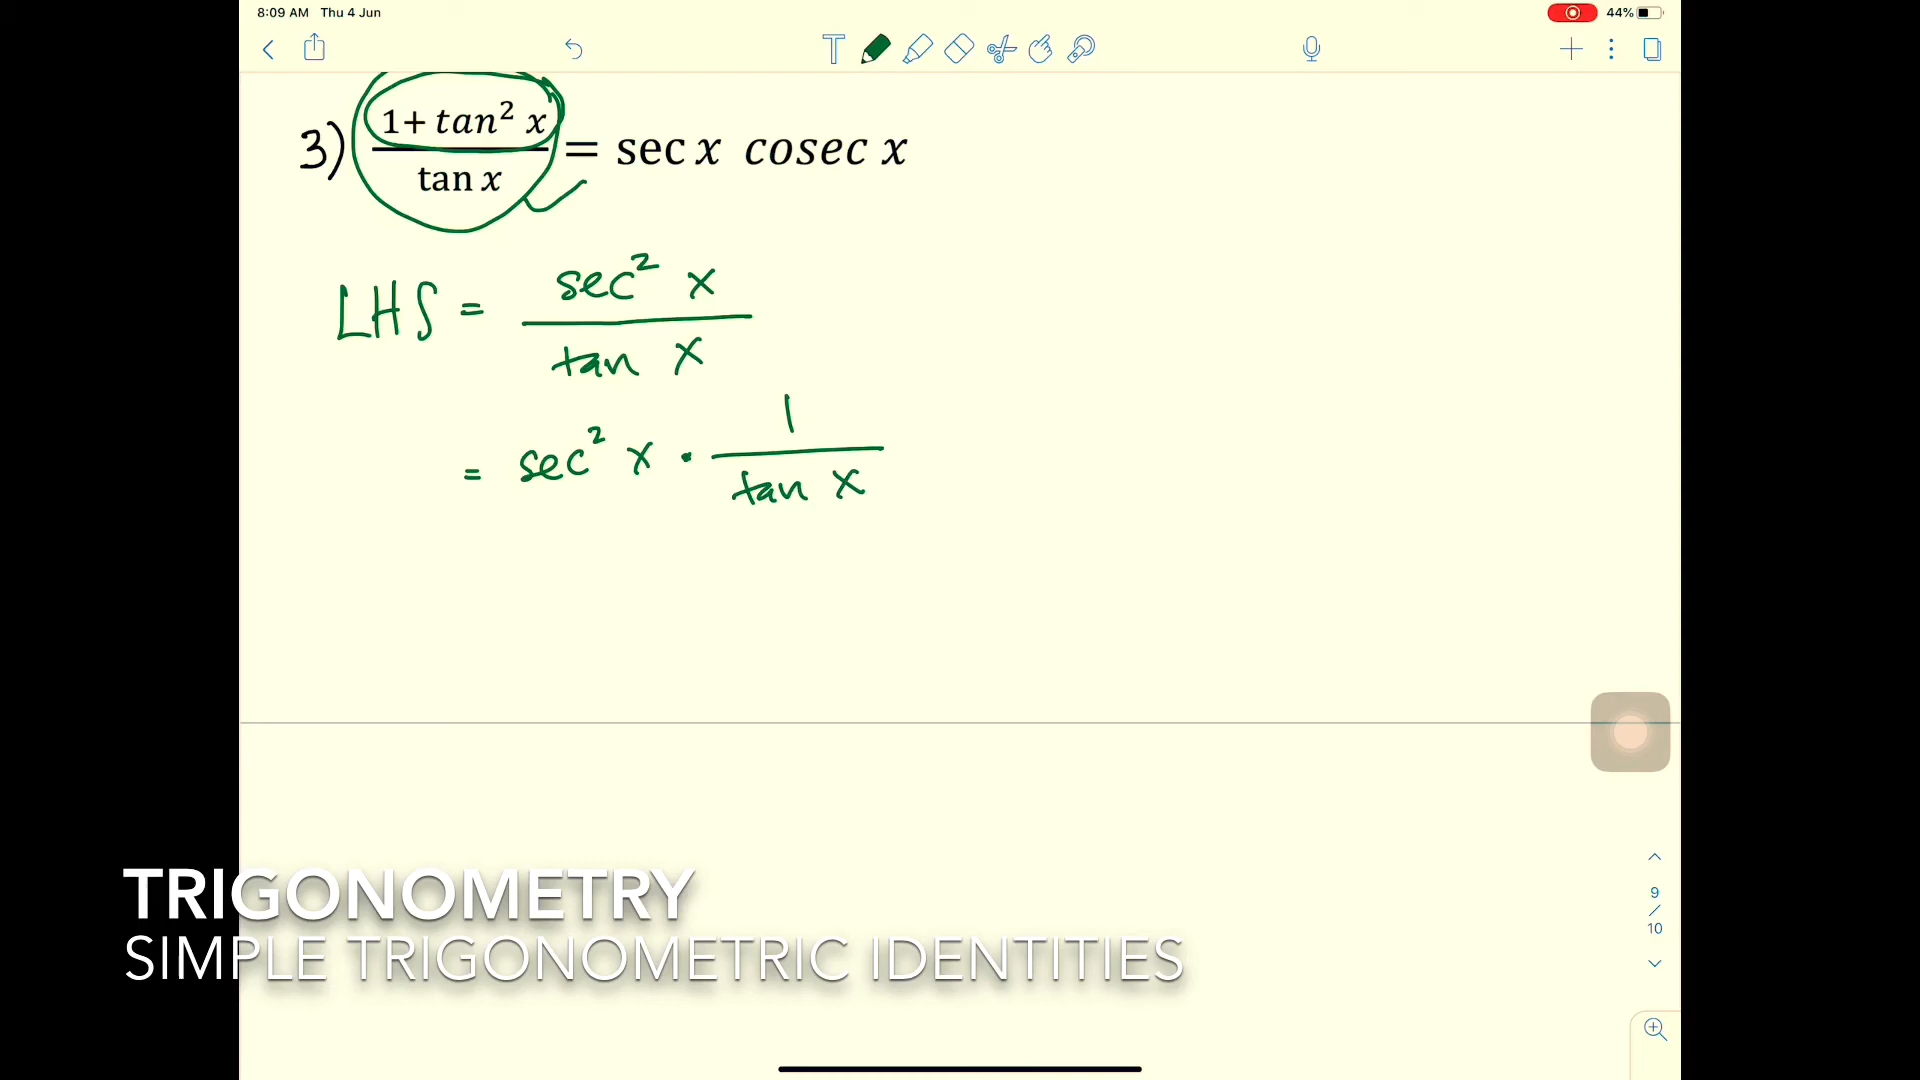 8:09 AM Thu 4 Jun 44%
3) 1+ tan² x / tan x = sec x cosec x
LHS = sec² x / tan x
= sec² x · 1 / tan x
9 / 10
TRIGONOMETRY
SIMPLE TRIGONOMETRIC IDENTITIES